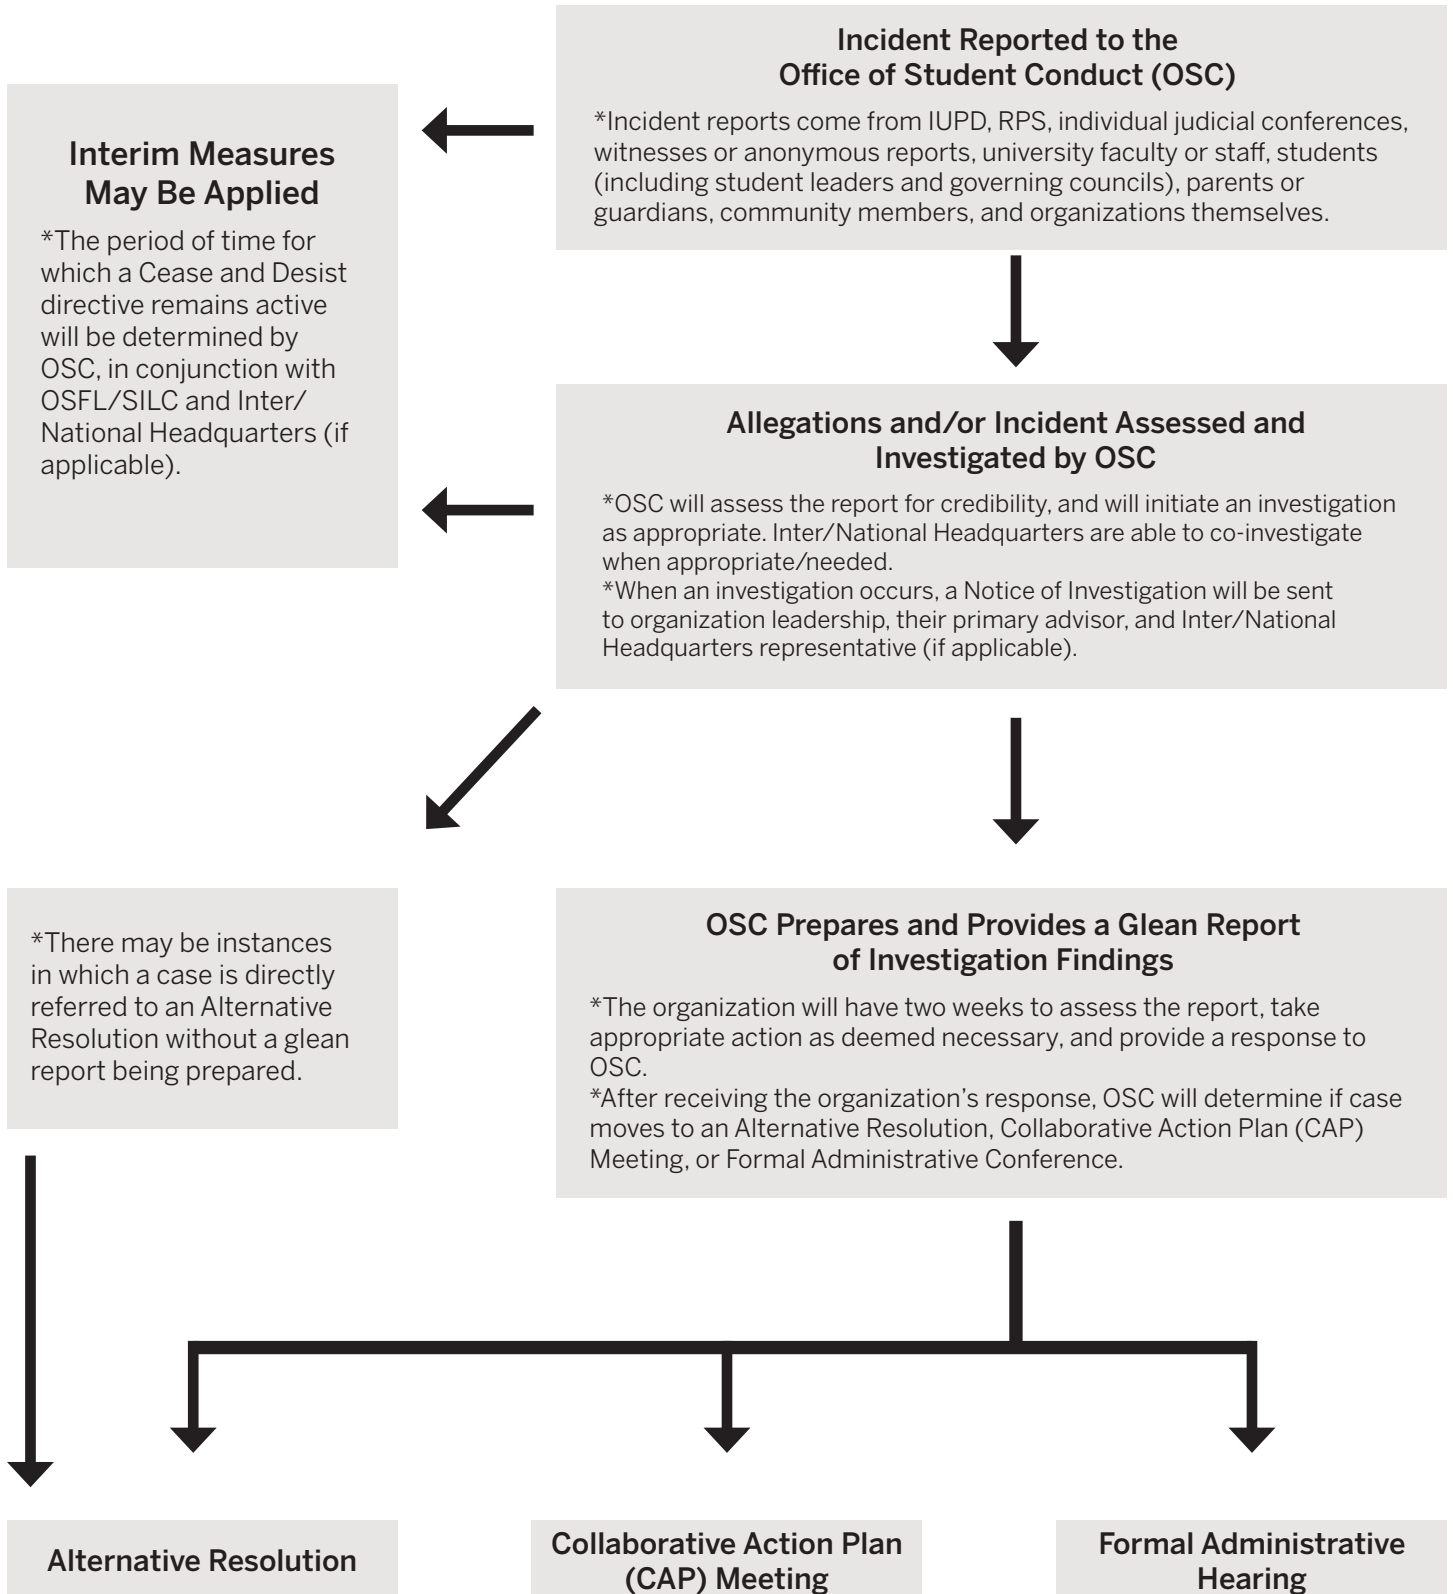 Incident Reported to the
Office of Student Conduct (OSC)
*Incident reports come from IUPD, RPS, individual judicial conferences,
witnesses or anonymous reports, university faculty or staff, students
(including student leaders and governing councils), parents or
guardians, community members, and organizations themselves.
Interim Measures
May Be Applied
*The period of time for
which a Cease and Desist
directive remains active
will be determined by
OSC, in conjunction with
OSFL/SILC and Inter/
National Headquarters (if
applicable).
Allegations and/or Incident Assessed and
Investigated by OSC
*OSC will assess the report for credibility, and will initiate an investigation
as appropriate. Inter/National Headquarters are able to co-investigate
when appropriate/needed.
*When an investigation occurs, a Notice of Investigation will be sent
to organization leadership, their primary advisor, and Inter/National
Headquarters representative (if applicable).
*There may be instances
in which a case is directly
referred to an Alternative
Resolution without a glean
report being prepared.
OSC Prepares and Provides a Glean Report
of Investigation Findings
*The organization will have two weeks to assess the report, take
appropriate action as deemed necessary, and provide a response to
OSC.
*After receiving the organization's response, OSC will determine if case
moves to an Alternative Resolution, Collaborative Action Plan (CAP)
Meeting, or Formal Administrative Conference.
Alternative Resolution
Collaborative Action Plan
(CAP) Meeting
Formal Administrative
Hearing